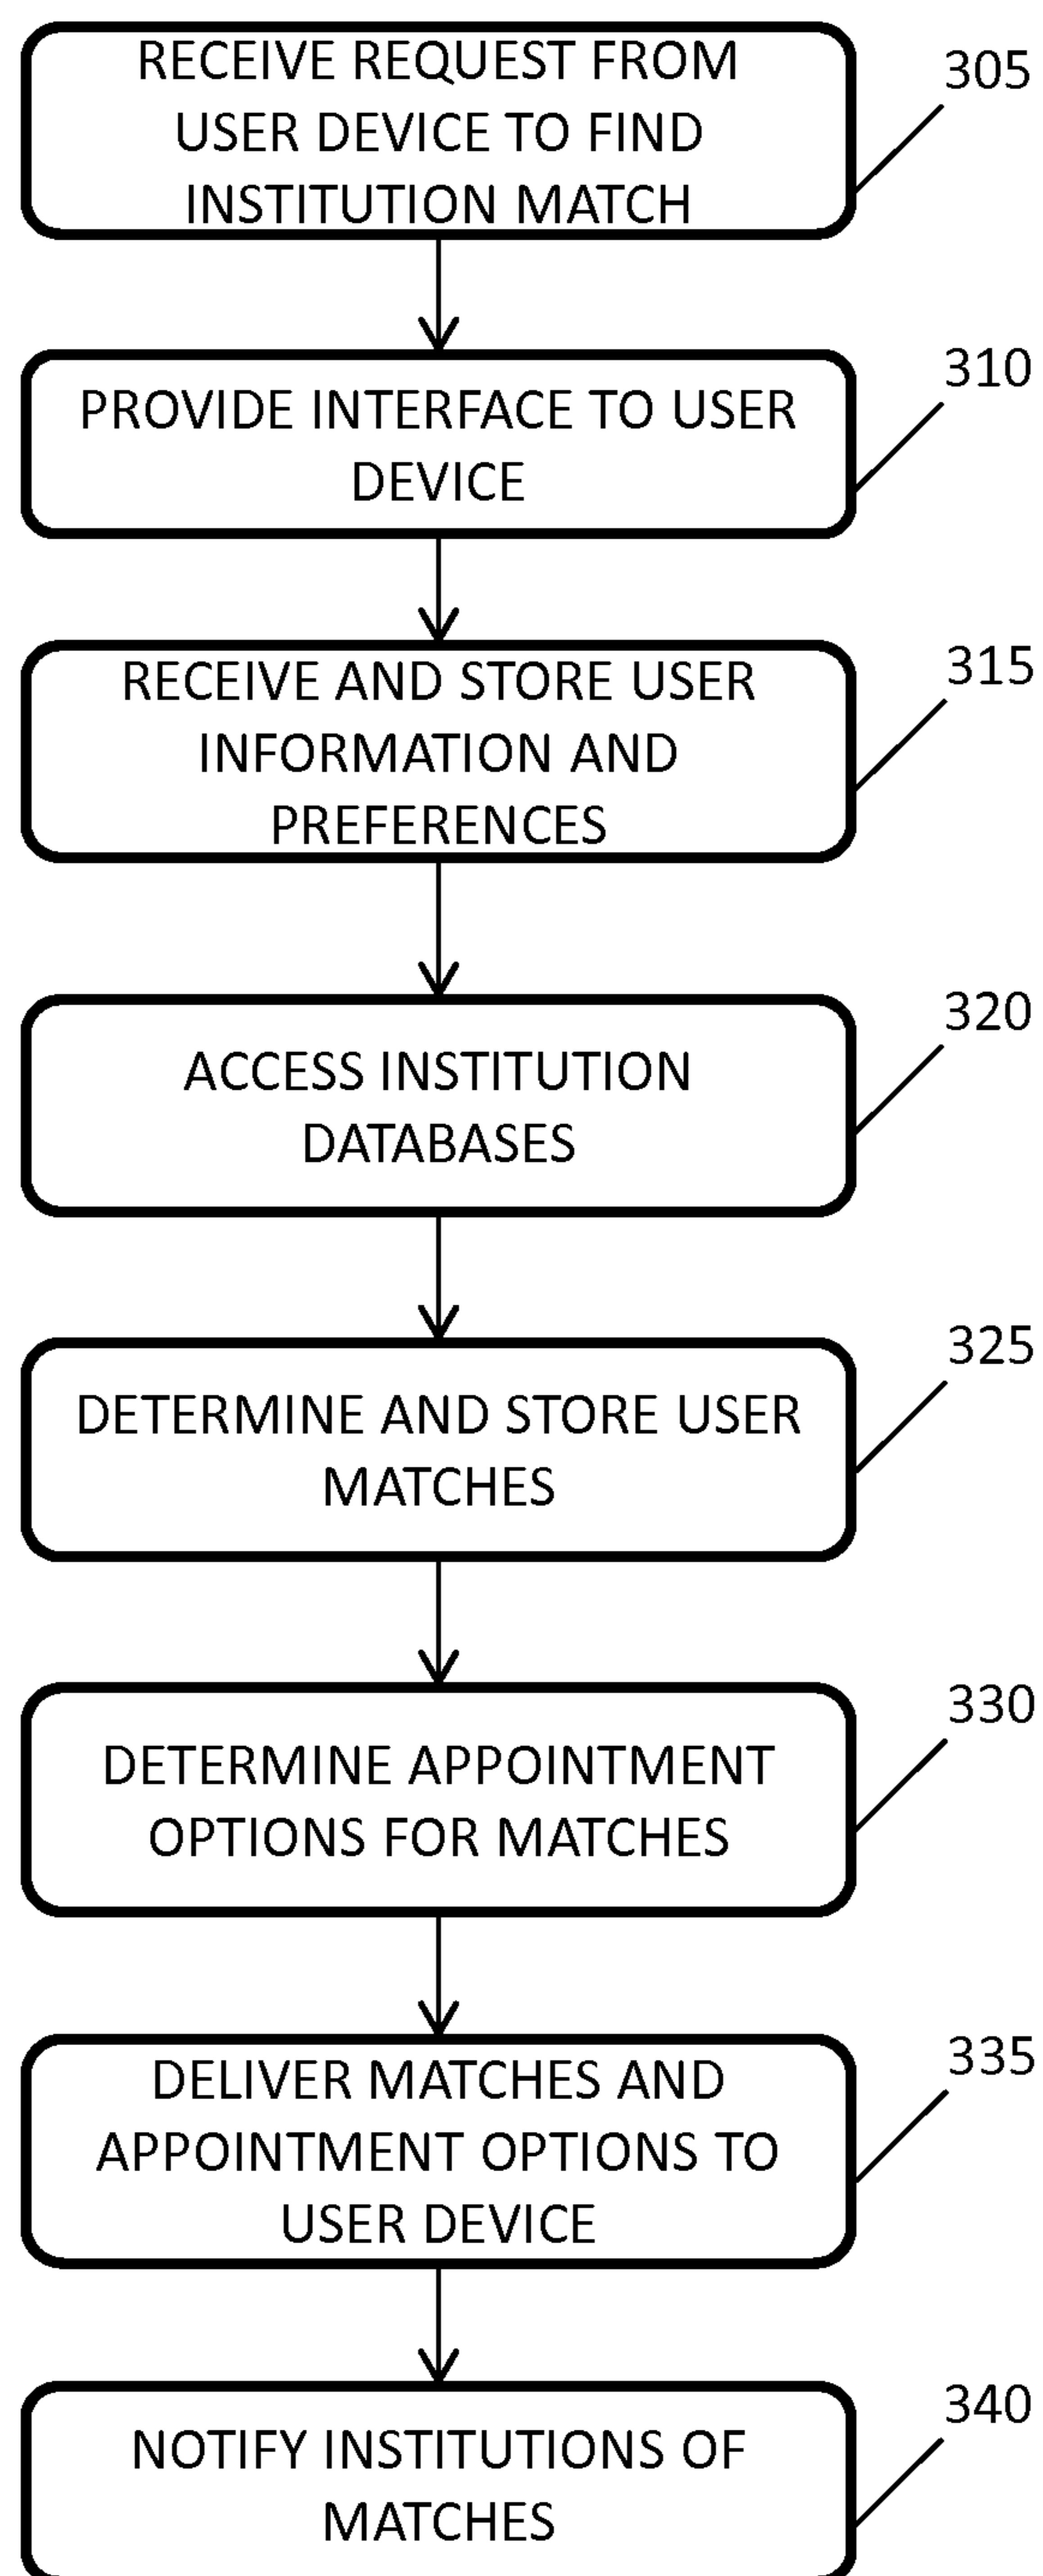 RECEIVE REQUEST FROM
USER DEVICE TO FIND
INSTITUTION MATCH
305
PROVIDE INTERFACE TO USER
DEVICE
310
RECEIVE AND STORE USER
INFORMATION AND
PREFERENCES
315
ACCESS INSTITUTION
DATABASES
320
DETERMINE AND STORE USER
MATCHES
325
DETERMINE APPOINTMENT
OPTIONS FOR MATCHES
330
DELIVER MATCHES AND
APPOINTMENT OPTIONS TO
USER DEVICE
335
NOTIFY INSTITUTIONS OF
MATCHES
340